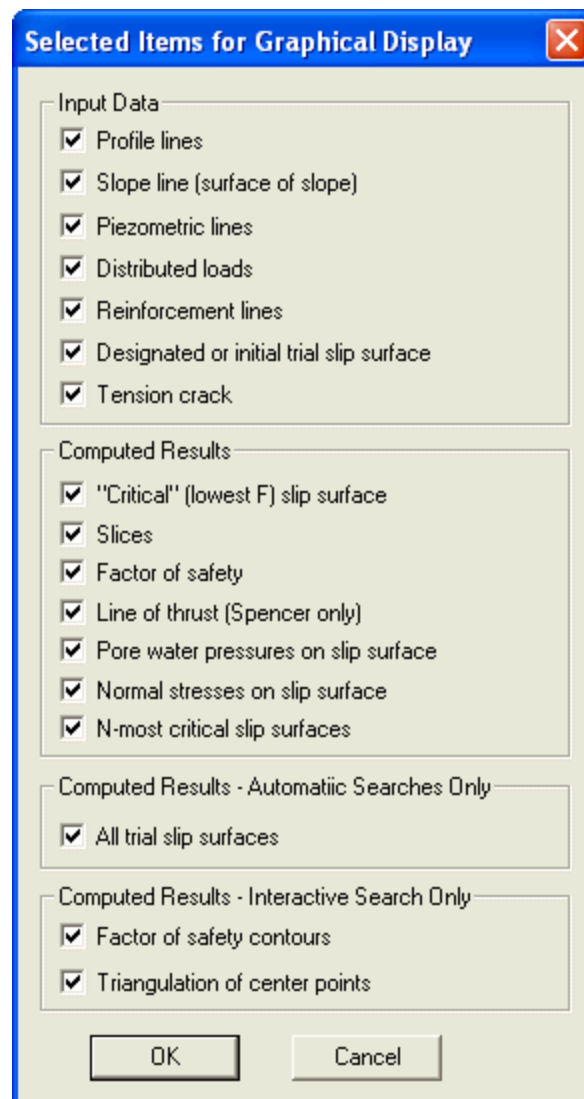 Selected Items for Graphical Display
Input Data
Profile lines
Slope line (surface of slope)
Piezometric lines
Distributed loads
Reinforcement lines
Designated or initial trial slip surface
Tension crack
Computed Results
"Critical" (lowest F) slip surface
Slices
Factor of safety
Line of thrust (Spencer only)
Pore water pressures on slip surface
Normal stresses on slip surface
N-most critical slip surfaces
Computed Results - Automatiic Searches Only
All trial slip surfaces
Computed Results - Interactive Search Only
Factor of safety contours
Triangulation of center points
OK
Cancel